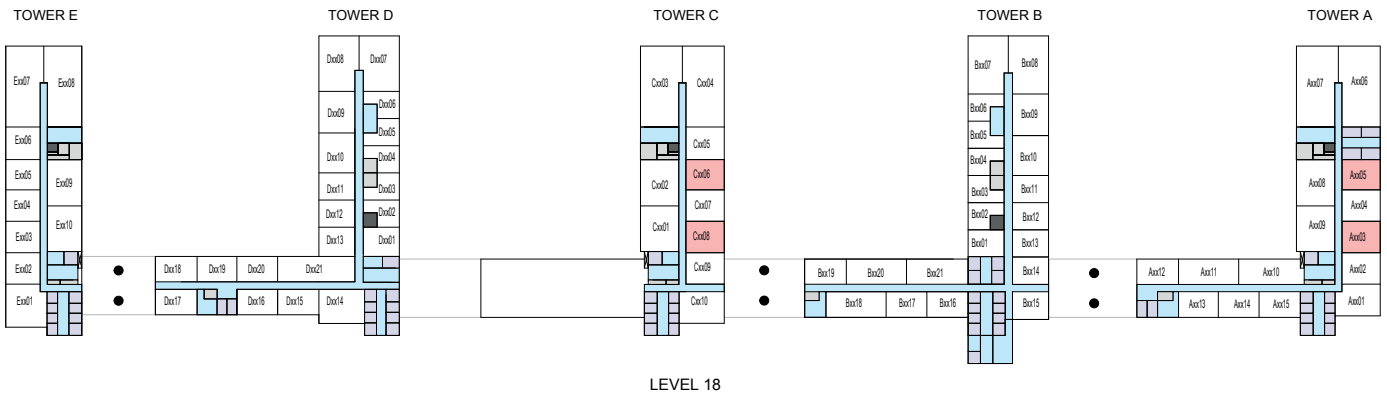 TOWER E
TOWER D
TOWER C
TOWER B
TOWER A
Exx07
Exx08
Exx06
Exx05
Exx09
Exx04
Exx03
Exx10
Exx02
Exx01
Dxx08
Dxx07
Dxx09
Dxx06
Dxx05
Dxx10
Dxx04
Dxx11
Dxx03
Dxx12
Dxx02
Dxx13
Dxx01
Dxx18
Dxx19
Dxx20
Dxx21
Dxx17
Dxx16
Dxx15
Dxx14
Cxx03
Cxx04
Cxx05
Cxx02
Cxx06
Cxx07
Cxx01
Cxx08
Cxx09
Cxx10
Bxx07
Bxx08
Bxx06
Bxx09
Bxx05
Bxx04
Bxx10
Bxx03
Bxx11
Bxx02
Bxx12
Bxx01
Bxx13
Bxx19
Bxx20
Bxx21
Bxx14
Bxx18
Bxx17
Bxx16
Bxx15
Axx07
Axx06
Axx08
Axx05
Axx04
Axx09
Axx03
Axx12
Axx11
Axx10
Axx02
Axx13
Axx14
Axx15
Axx01
LEVEL 18